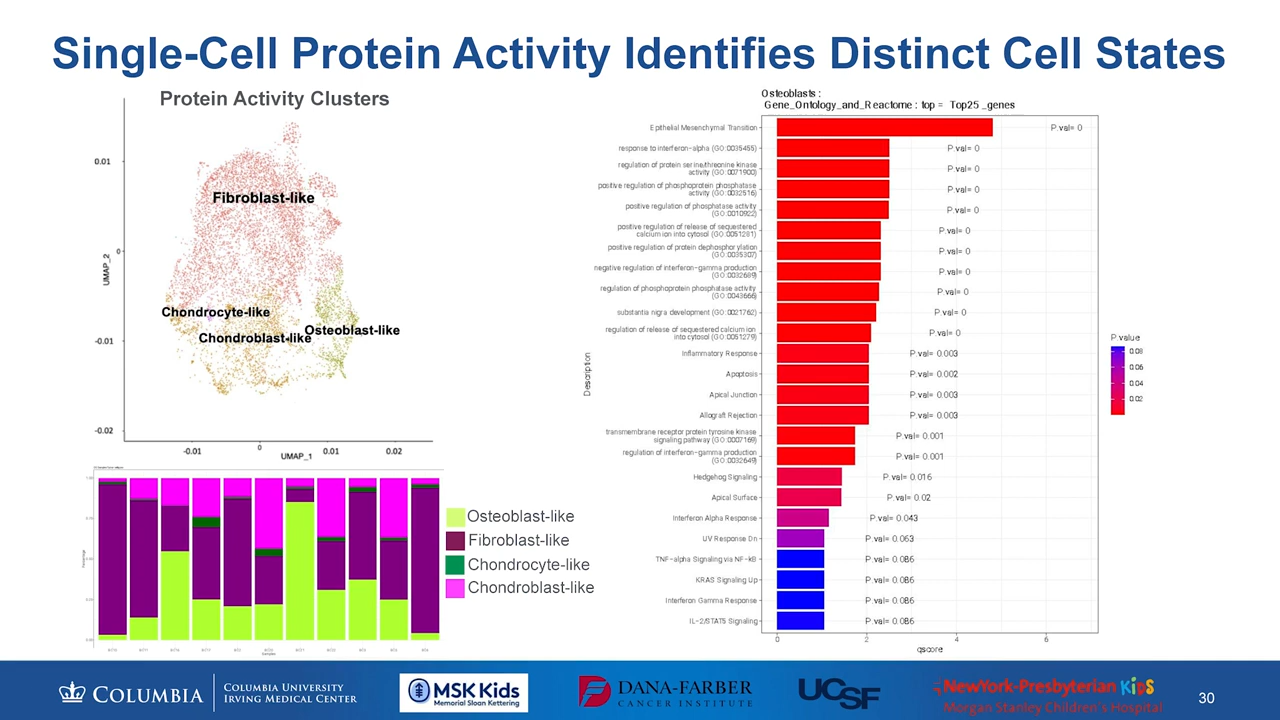 Single-Cell Protein Activity Identifies Distinct Cell States
Protein Activity Clusters
0.01
0
-0.01
-0.02
UMAP_2
Fibroblast-like
Chondrocyte-like
Chondroblast-like
Osteoblast-like
-0.01
0
0.01
0.02
UMAP_1
Osteoblast-like
Fibroblast-like
Chondrocyte-like
Chondroblast-like
Osteoblasts :
Gene_Ontology_and_Reactome : top = Top25 _genes
Description
Epithelial Mesenchymal Transition
P.val= 0
response to interferon-alpha (GO:0035455)
P.val= 0
regulation of protein serine/threonine kinase
activity (GO:0071900)
P.val= 0
positive regulation of phosphoprotein phosphatase
activity (GO:0032516)
P.val= 0
positive regulation of phosphatase activity
(GO:0010922)
P.val= 0
positive regulation of release of sequestered
calcium ion into cytosol (GO:0051281)
P.val= 0
positive regulation of protein dephosphorylation
(GO:0035307)
P.val= 0
negative regulation of interferon-gamma production
(GO:0032689)
P.val= 0
regulation of phosphoprotein phosphatase activity
(GO:0043666)
P.val= 0
substantia nigra development (GO:0021762)
P.val= 0
regulation of release of sequestered calcium ion
into cytosol (GO:0051279)
P.val= 0
Inflammatory Response
P.val= 0.003
Apoptosis
P.val= 0.002
Apical Junction
P.val= 0.003
Allograft Rejection
P.val= 0.003
transmembrane receptor protein tyrosine kinase
signaling pathway (GO:0007169)
P.val= 0.001
regulation of interferon-gamma production
(GO:0032649)
P.val= 0.001
Hedgehog Signaling
P.val= 0.016
Apical Surface
P.val= 0.02
Interferon Alpha Response
P.val= 0.043
UV Response Dn
P.val= 0.063
TNF-alpha Signaling via NF-kB
P.val= 0.086
KRAS Signaling Up
P.val= 0.086
Interferon Gamma Response
P.val= 0.086
IL-2/STAT5 Signaling
P.val= 0.086
0
2
4
6
qscore
P.value
0.08
0.06
0.04
0.02
COLUMBIA
COLUMBIA UNIVERSITY
IRVING MEDICAL CENTER
MSK Kids
Memorial Sloan Kettering
DANA-FARBER
CANCER INSTITUTE
UCSF
NewYork-Presbyterian Kids
Morgan Stanley Children's Hospital
30